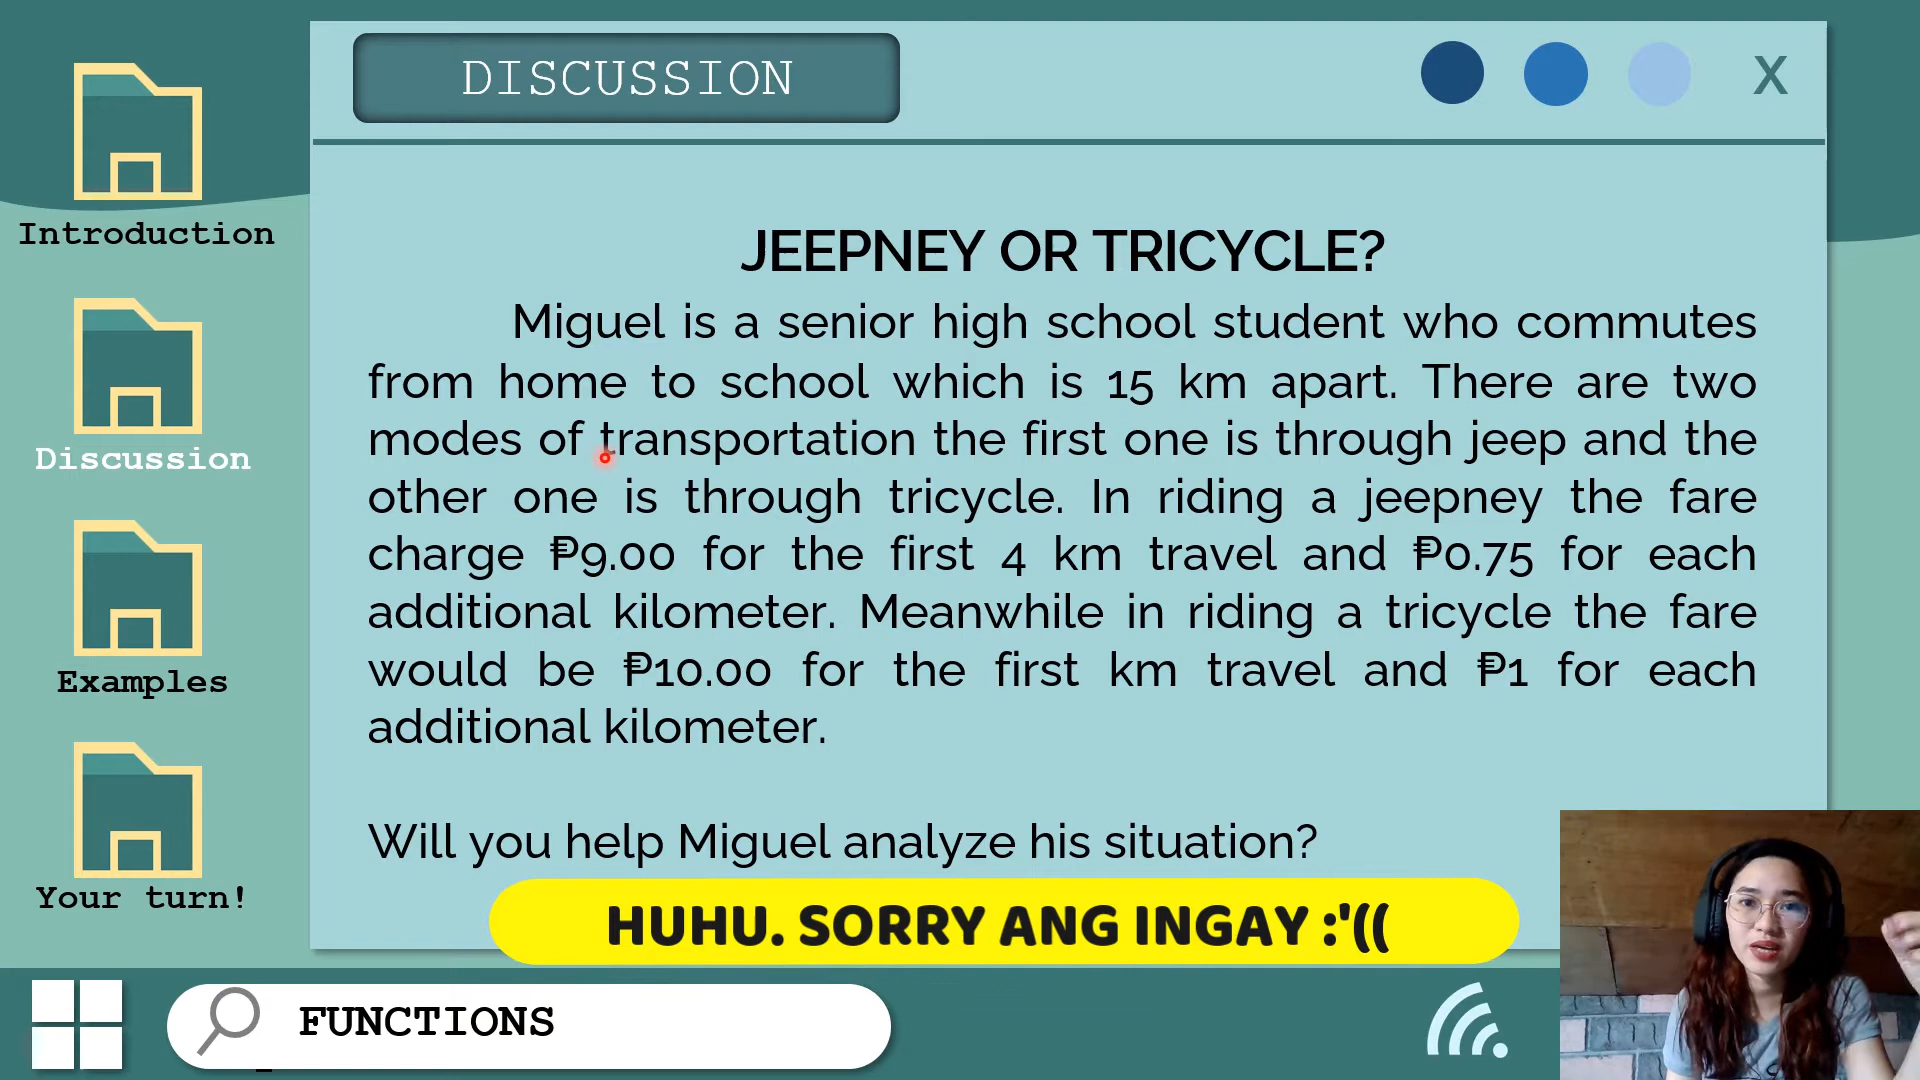 DISCUSSION
X
Introduction
Discussion
Examples
Your turn!
JEEPNEY OR TRICYCLE?
Miguel is a senior high school student who commutes
from home to school which is 15 km apart. There are two
modes of transportation the first one is through jeep and the
other one is through tricycle. In riding a jeepney the fare
charge ₱9.00 for the first 4 km travel and ₱0.75 for each
additional kilometer. Meanwhile in riding a tricycle the fare
would be ₱10.00 for the first km travel and ₱1 for each
additional kilometer.
Will you help Miguel analyze his situation?
HUHU. SORRY ANG INGAY :'((
FUNCTIONS